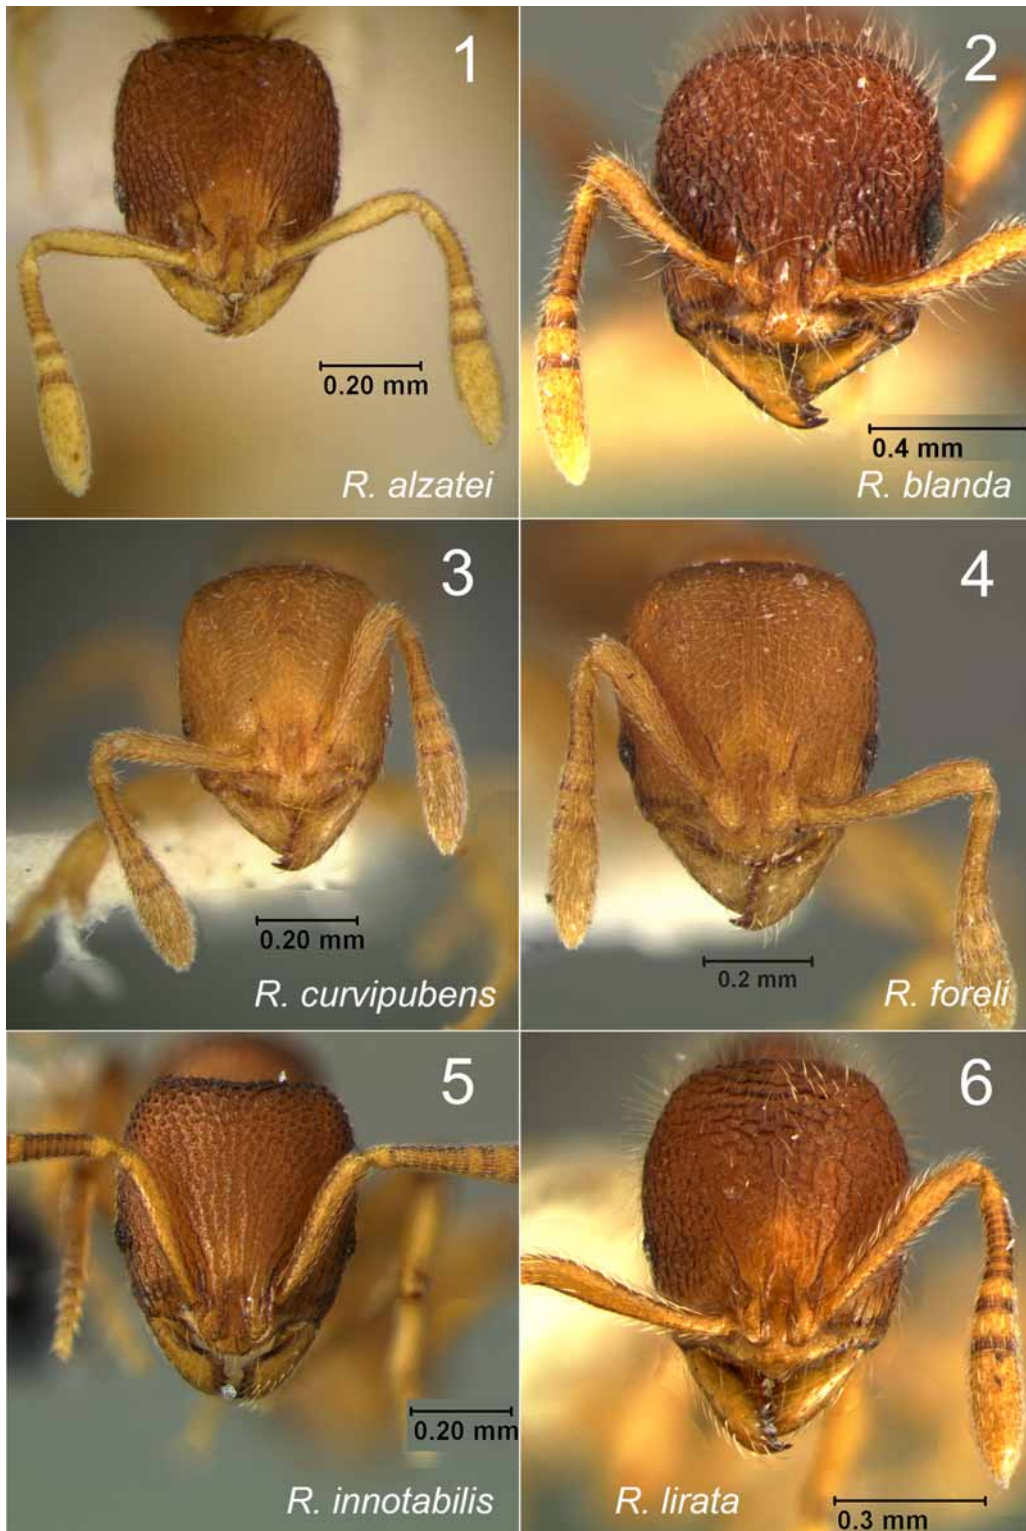 1
0.20 mm
R. alzatei
2
0.4 mm
R. blanda
3
0.20 mm
R. curvipubens
4
0.2 mm
R. foreli
5
0.20 mm
R. innotabilis
6
0.3 mm
R. lirata